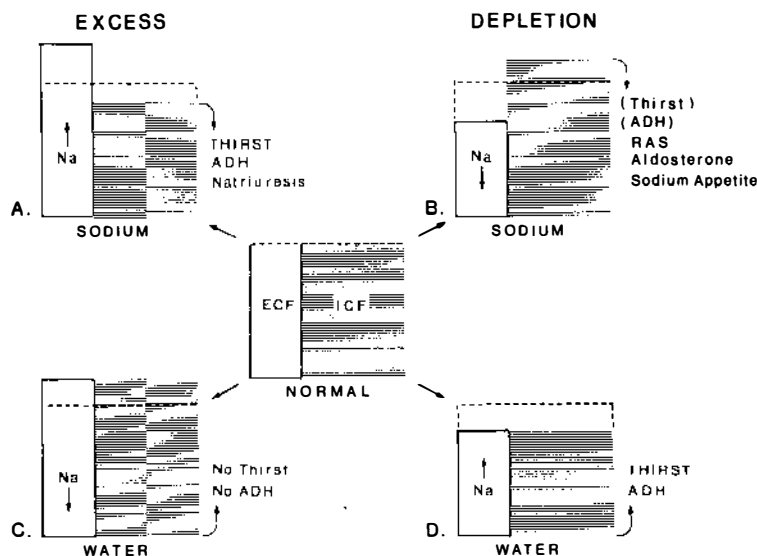 EXCESS
DEPLETION
Na
THIRST
ADH
Natriuresis
A.
SODIUM
Na
(Thirst)
(ADH)
RAS
Aldosterone
Sodium Appetite
B.
SODIUM
ECF
ICF
NORMAL
Na
No Thirst
No ADH
C.
WATER
Na
THIRST
ADH
D.
WATER